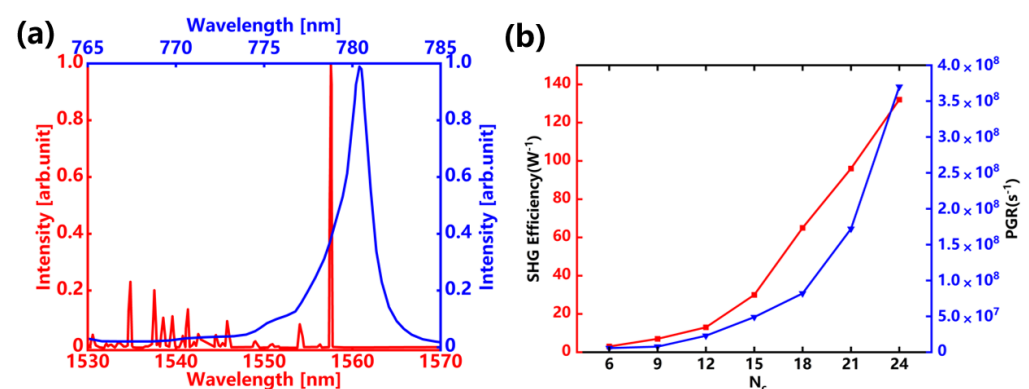 (a)
Wavelength [nm]
765 770 775 780 785
1.0 1.0
0.8 0.8
0.6 0.6
0.4 0.4
0.2 0.2
0 0
Intensity [arb.unit]
Intensity [arb.unit]
1530 1540 1550 1560 1570
Wavelength [nm]
(b)
140
120
100
80
60
40
20
0
SHG Efficiency(W⁻¹)
4.0×10⁸
3.5×10⁸
3.0×10⁸
2.5×10⁸
2.0×10⁸
1.5×10⁸
1.0×10⁸
5.0×10⁷
0
PGR(s⁻¹)
6 9 12 15 18 21 24